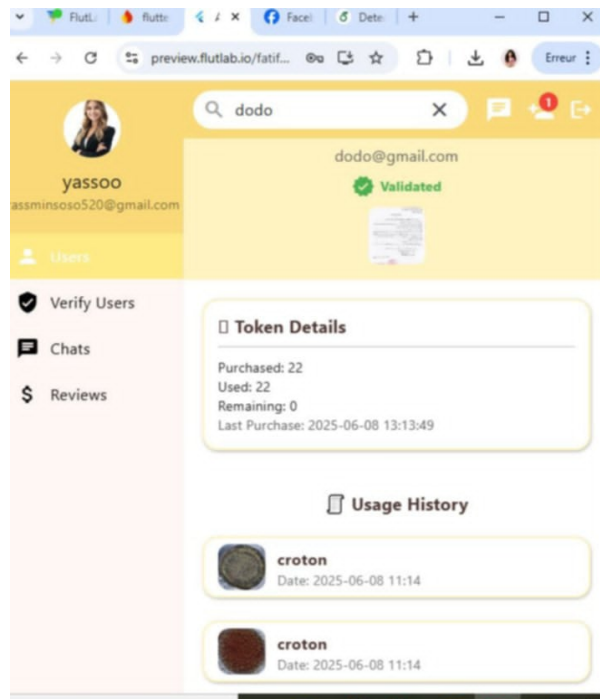 FlutL
flutte
Facel
Dete
preview.flutlab.io/fatif...
Erreur
dodo
1
yassoo
assminsoso520@gmail.com
dodo@gmail.com
Validated
Users
Verify Users
Chats
Reviews
Token Details
Purchased: 22
Used: 22
Remaining: 0
Last Purchase: 2025-06-08 13:13:49
Usage History
croton
Date: 2025-06-08 11:14
croton
Date: 2025-06-08 11:14